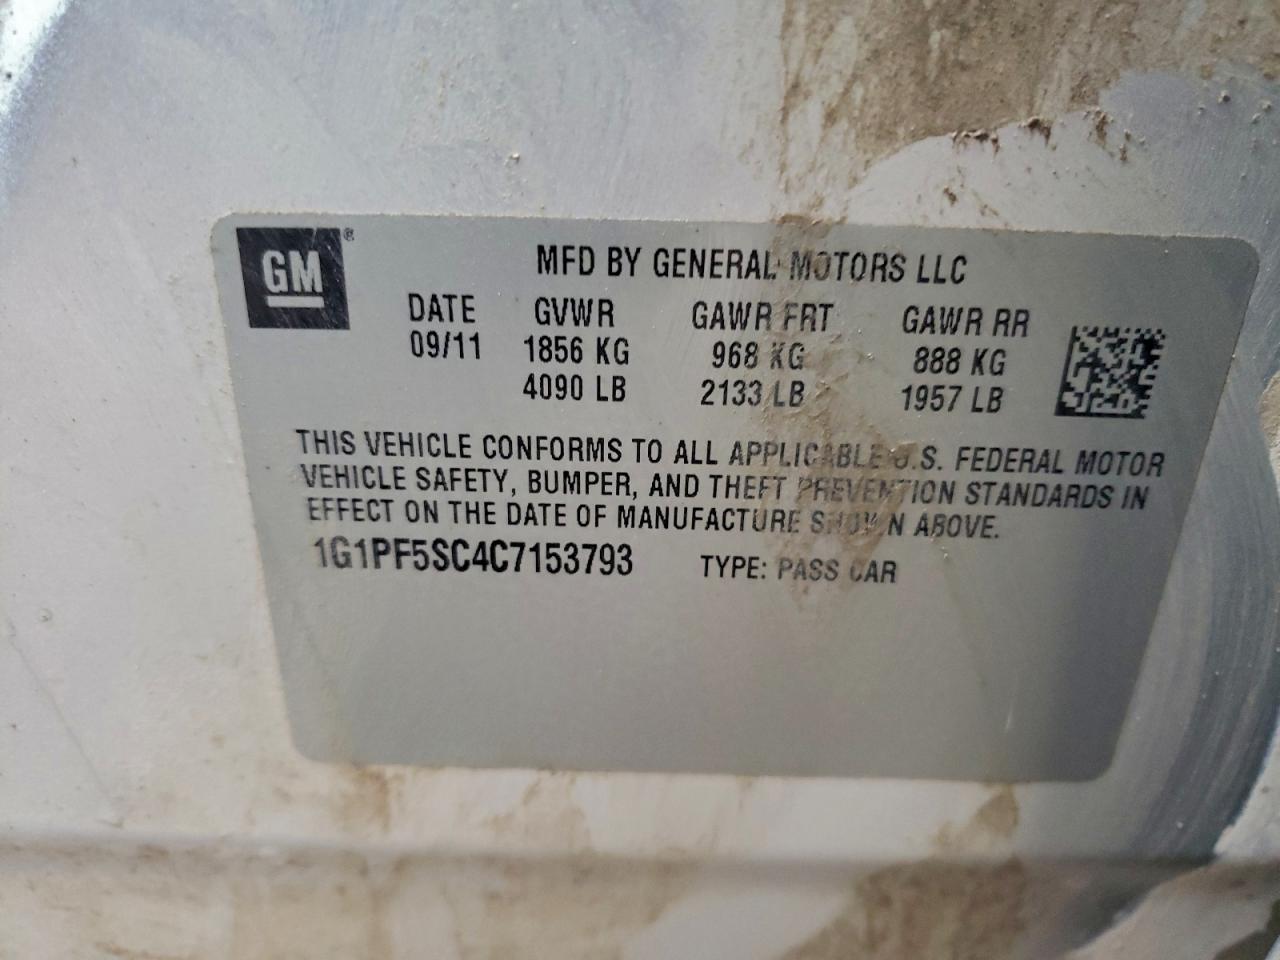 GM®
MFD BY GENERAL MOTORS LLC
DATE GVWR GAWR FRT GAWR RR
09/11 1856 KG 968 KG 888 KG
4090 LB 2133 LB 1957 LB
THIS VEHICLE CONFORMS TO ALL APPLICABLE U.S. FEDERAL MOTOR
VEHICLE SAFETY, BUMPER, AND THEFT PREVENTION STANDARDS IN
EFFECT ON THE DATE OF MANUFACTURE SHOWN ABOVE.
1G1PF5SC4C7153793 TYPE: PASS CAR